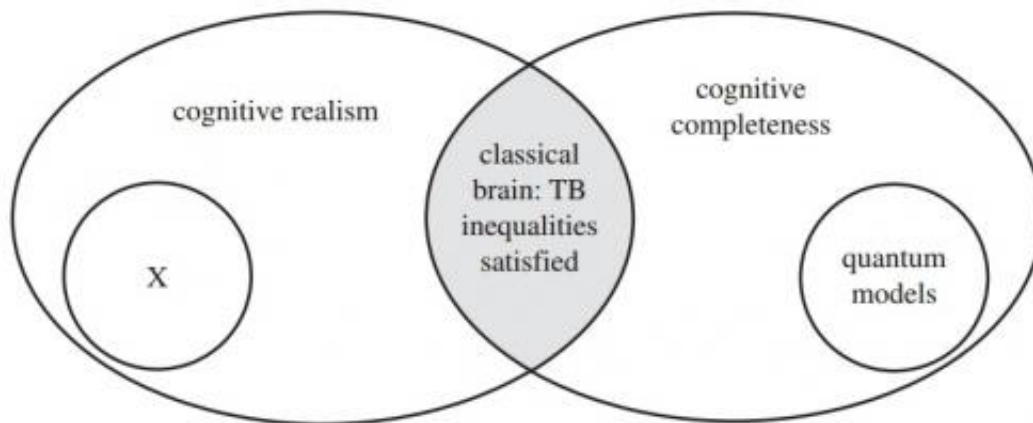 cognitive realism
cognitive
completeness
classical
brain: TB
inequalities
satisfied
X
quantum
models